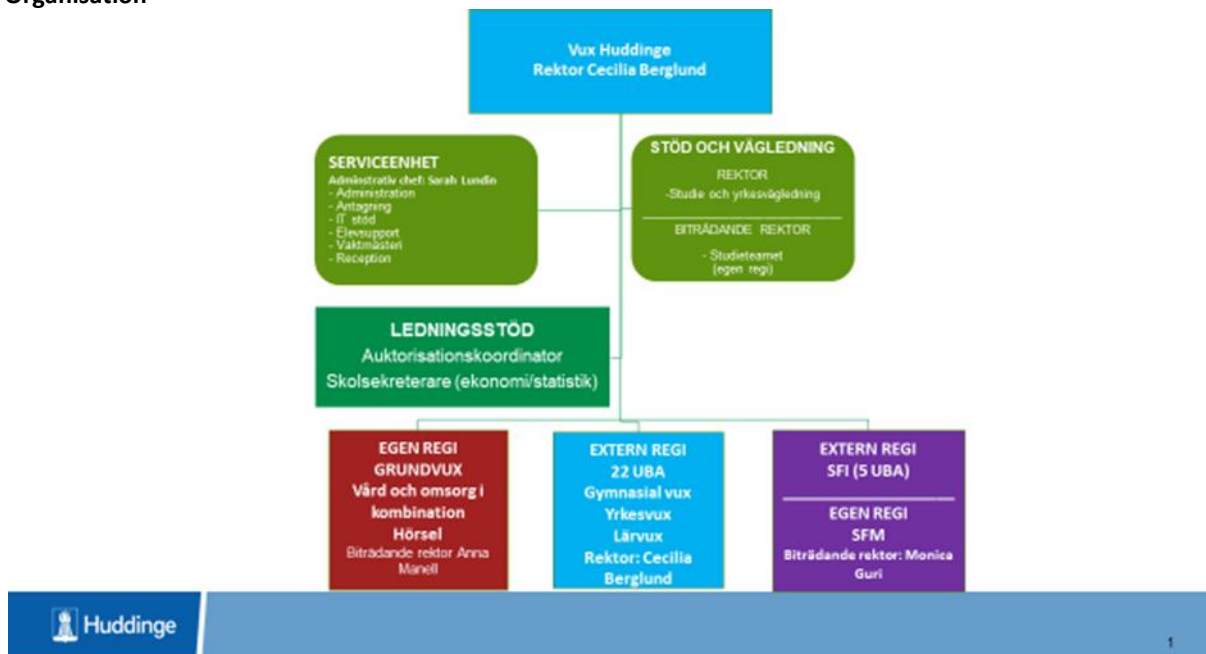 Organisation
Vux Huddinge
Rektor Cecilia Berglund
SERVICEENHET
Adminstrativ chef: Sarah Lundin
- Administration
- Antagning
- IT stöd
- Elevsupport
- Vaktmästeri
- Reception
STÖD OCH VÄGLEDNING
REKTOR
-Studie och yrkesvägledning
BITRÄDANDE REKTOR
- Studieteamet
(egen regi)
LEDNINGSSTÖD
Auktorisationskoordinator
Skolsekreterare (ekonomi/statistik)
EGEN REGI
GRUNDVUX
Vård och omsorg i
kombination
Hörsel
Biträdande rektor Anna
Manell
EXTERN REGI
22 UBA
Gymnasial vux
Yrkesvux
Lärvux
Rektor: Cecilia
Berglund
EXTERN REGI
SFI (5 UBA)
EGEN REGI
SFM
Biträdande rektor: Monica
Guri
Huddinge
1